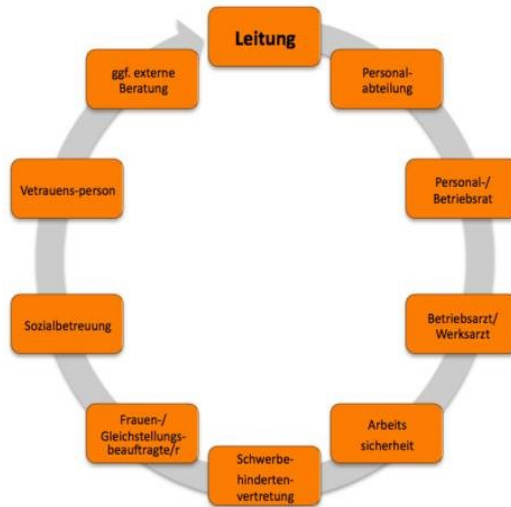 Leitung
Personal-
abteilung
Personal-/
Betriebsrat
Betriebsarzt/
Werksarzt
Arbeits
sicherheit
Schwerbe-
hinderten-
vertretung
Frauen-/
Gleichstellungs-
beauftragte/r
Sozialbetreuung
Vetrauens-person
ggf. externe
Beratung